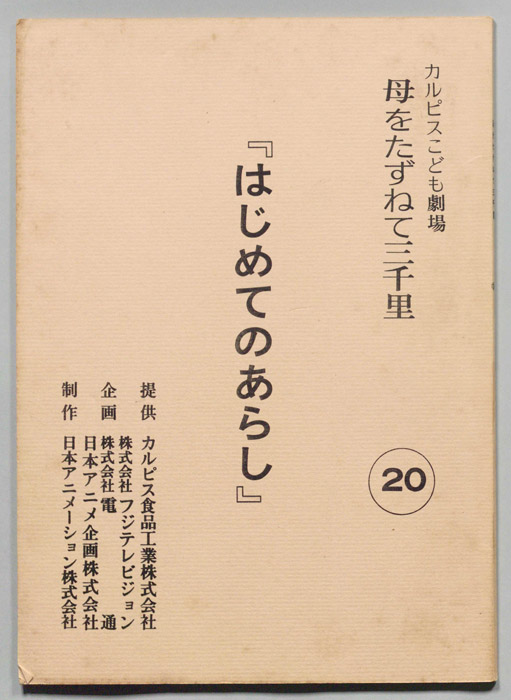 カルピスこども劇場
母をたずねて三千里
20
『はじめてのあらし』
提供 カルピス食品工業株式会社
株式会社フジテレビジョン
企画 株式会社電通
日本アニメ企画株式会社
制作 日本アニメーション株式会社